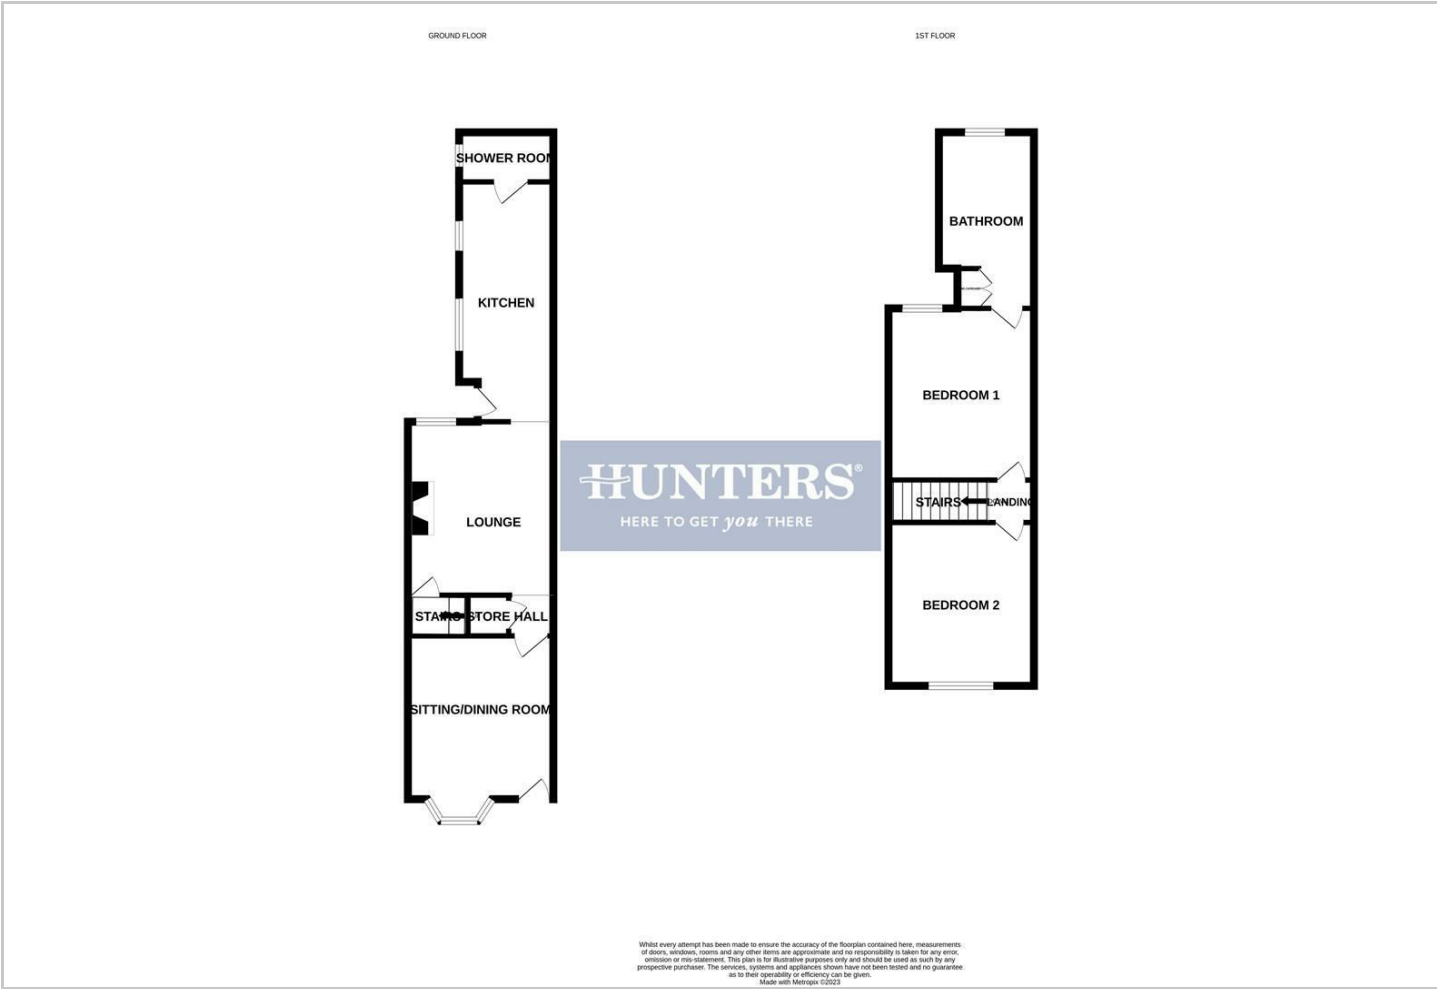 GROUND FLOOR
1ST FLOOR
SHOWER ROOM
KITCHEN
LOUNGE
STAIRS
STORE
HALL
SITTING/DINING ROOM
BATHROOM
BEDROOM 1
STAIRS
LANDING
BEDROOM 2
HUNTERS®
HERE TO GET you THERE
Whilst every attempt has been made to ensure the accuracy of the floorplan contained here, measurements
of doors, windows, rooms and any other items are approximate and no responsibility is taken for any error,
omission or mis-statement. This plan is for illustrative purposes only and should be used as such by any
prospective purchaser. The services, systems and appliances shown have not been tested and no guarantee
as to their operability or efficiency can be given.
Made with Metropix ©2023